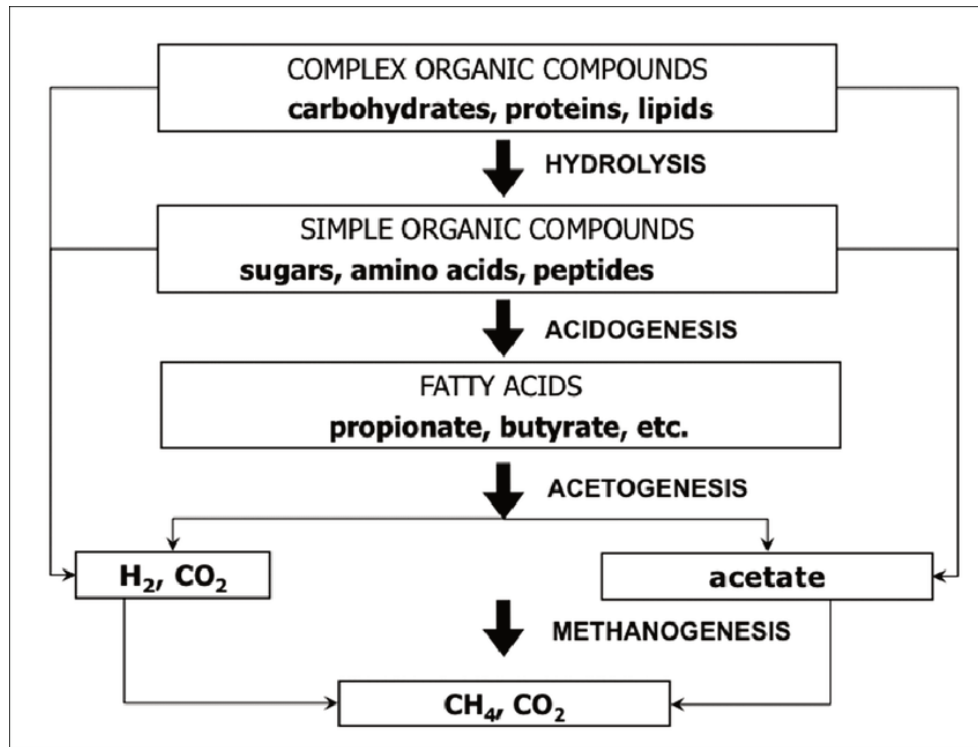 COMPLEX ORGANIC COMPOUNDS
carbohydrates, proteins, lipids
HYDROLYSIS
SIMPLE ORGANIC COMPOUNDS
sugars, amino acids, peptides
ACIDOGENESIS
FATTY ACIDS
propionate, butyrate, etc.
ACETOGENESIS
H₂, CO₂
acetate
METHANOGENESIS
CH₄, CO₂